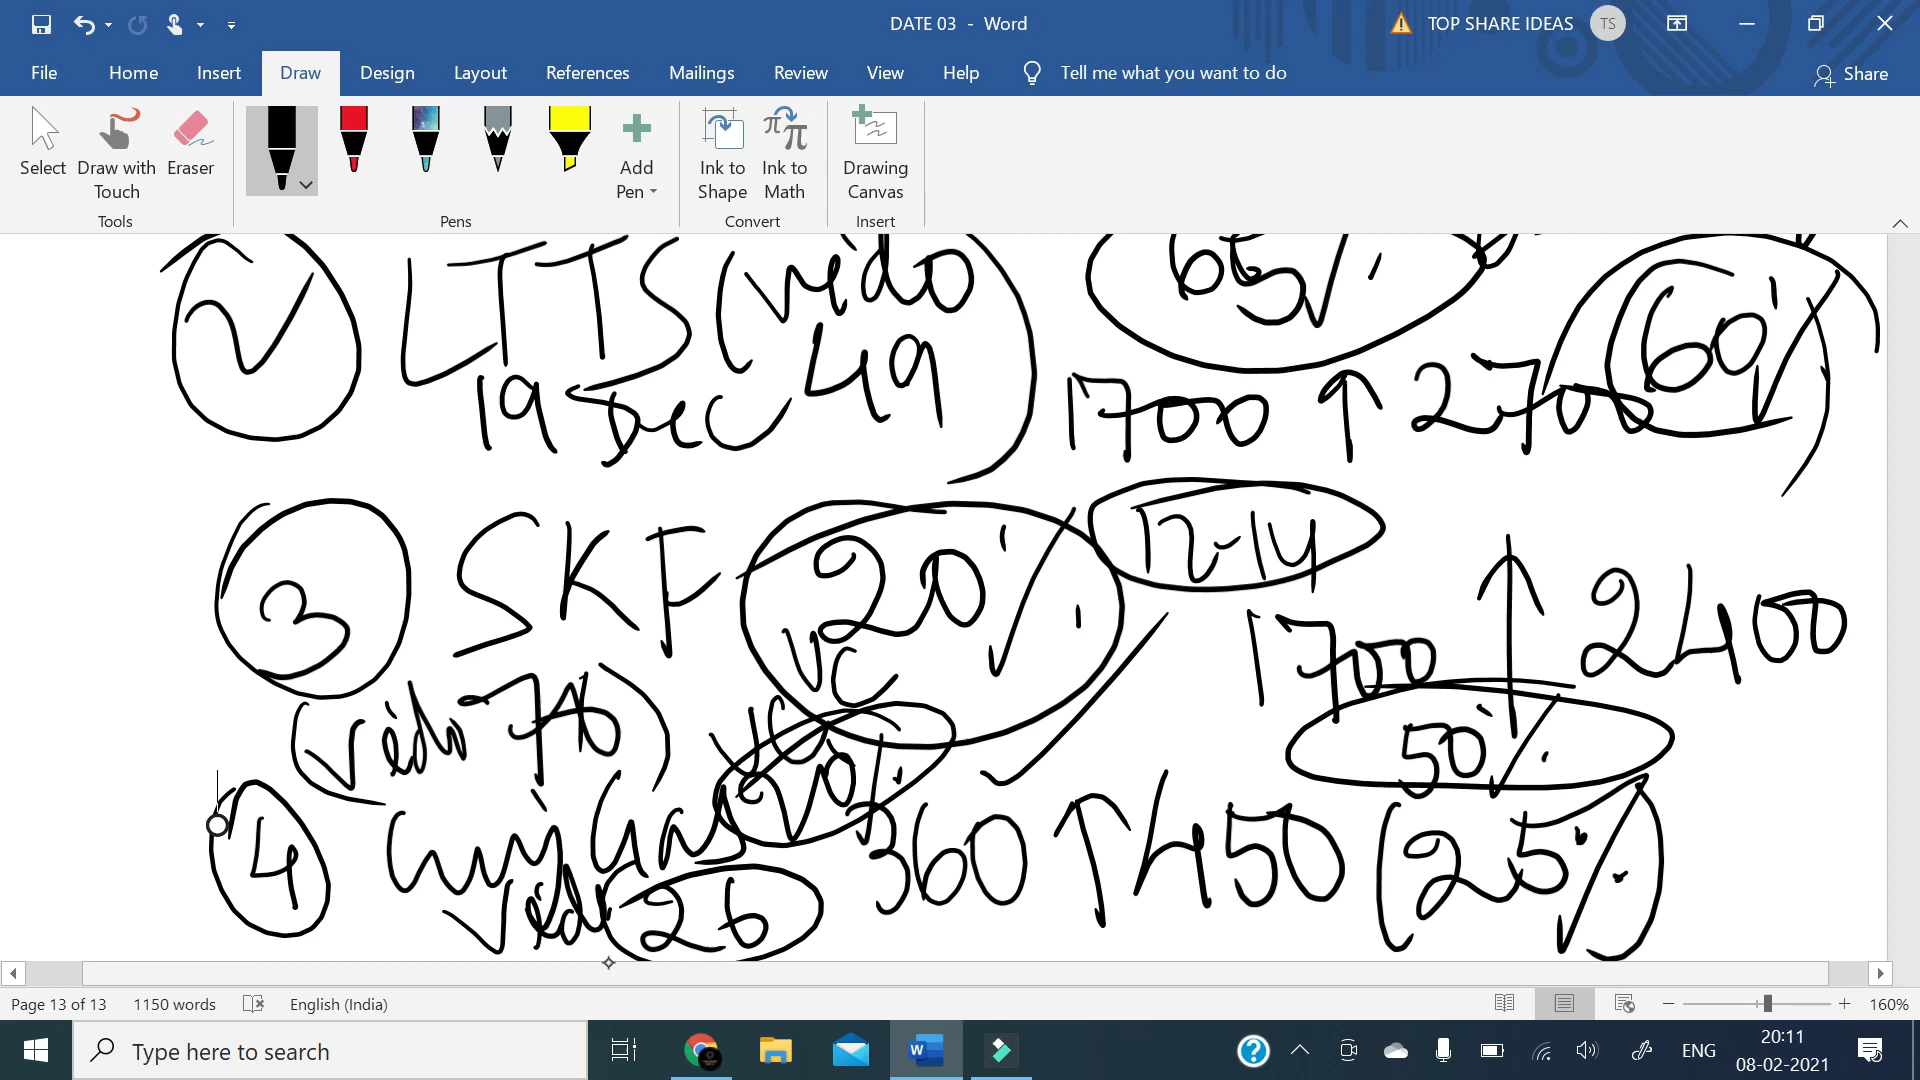 DATE 03 - Word
TOP SHARE IDEAS TS
File Home Insert Draw Design Layout References Mailings Review View Help Tell me what you want to do Share
Select Draw with Touch Eraser Add Pen Ink to Shape Ink to Math Drawing Canvas
Tools Pens Convert Insert
2 LTTS (vido 49 65% 60%
19 Dec 1700 ↑ 2700
3 SKF 20% 12-14 1700 ↑ 2400
(vido 76) 50%
4 20% 360 ↑ 450 (25%)
26
Page 13 of 13 1150 words English (India) 160%
Type here to search ENG 20:11
08-02-2021